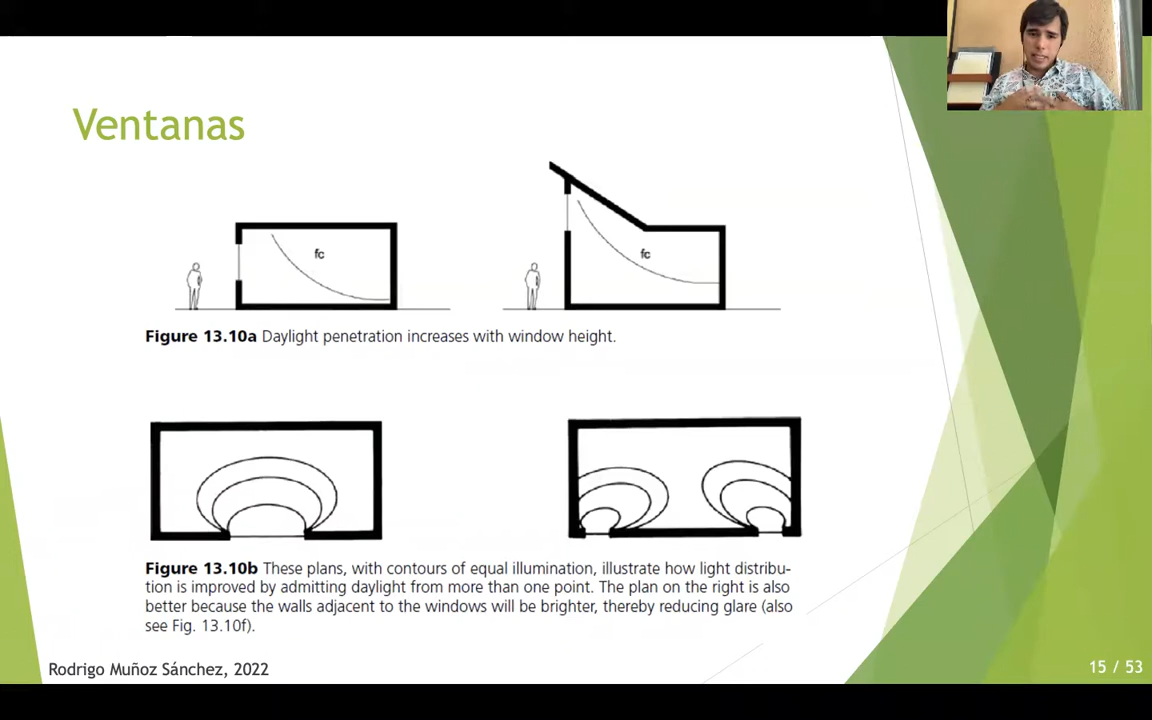 Ventanas
fc
fc
Figure 13.10a Daylight penetration increases with window height.
Figure 13.10b These plans, with contours of equal illumination, illustrate how light distribu-
tion is improved by admitting daylight from more than one point. The plan on the right is also
better because the walls adjacent to the windows will be brighter, thereby reducing glare (also
see Fig. 13.10f).
Rodrigo Muñoz Sánchez, 2022
15 / 53